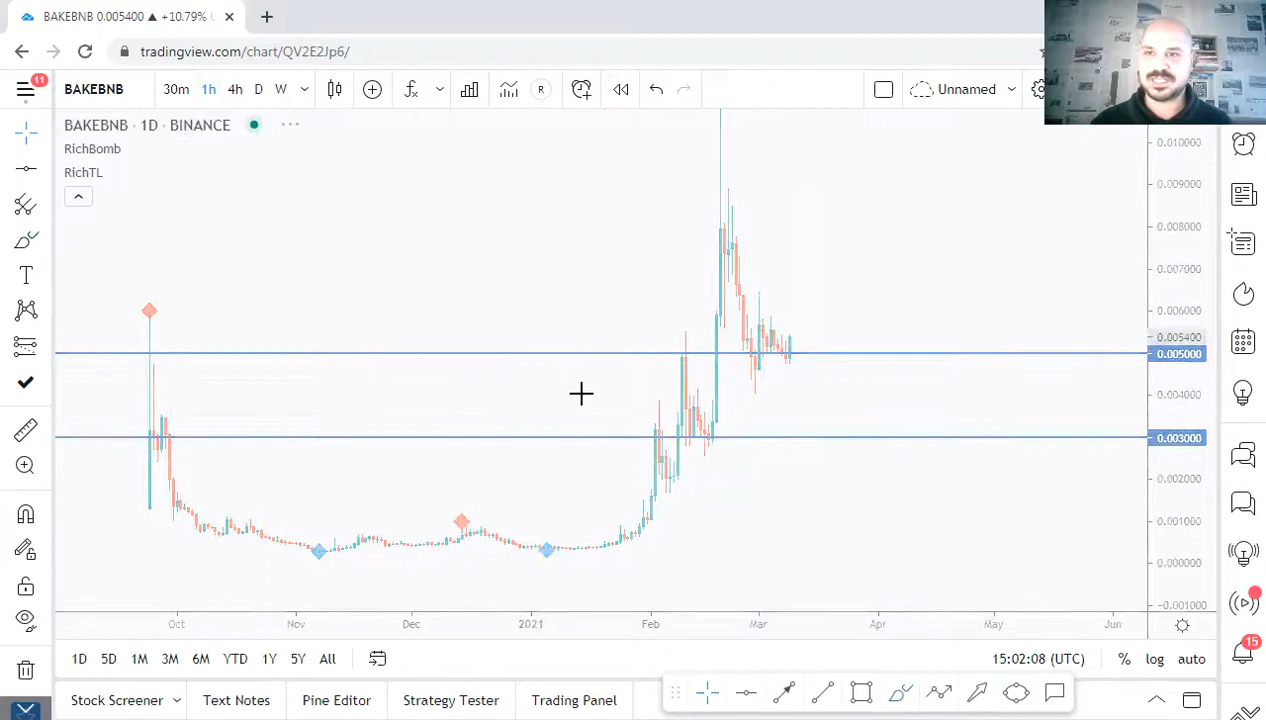 BAKEBNB 0.005400 ▲ +10.79%
tradingview.com/chart/QV2E2Jp6/
11
BAKEBNB 30m 1h 4h D W R Unnamed
BAKEBNB · 1D · BINANCE
RichBomb
RichTL
0.010000
0.009000
0.008000
0.007000
0.006000
0.005400
0.005000
0.004000
0.003000
0.002000
0.001000
0.000000
-0.001000
Oct Nov Dec 2021 Feb Mar Apr May Jun
1D 5D 1M 3M 6M YTD 1Y 5Y All 15:02:08 (UTC) % log auto
15
Stock Screener Text Notes Pine Editor Strategy Tester Trading Panel